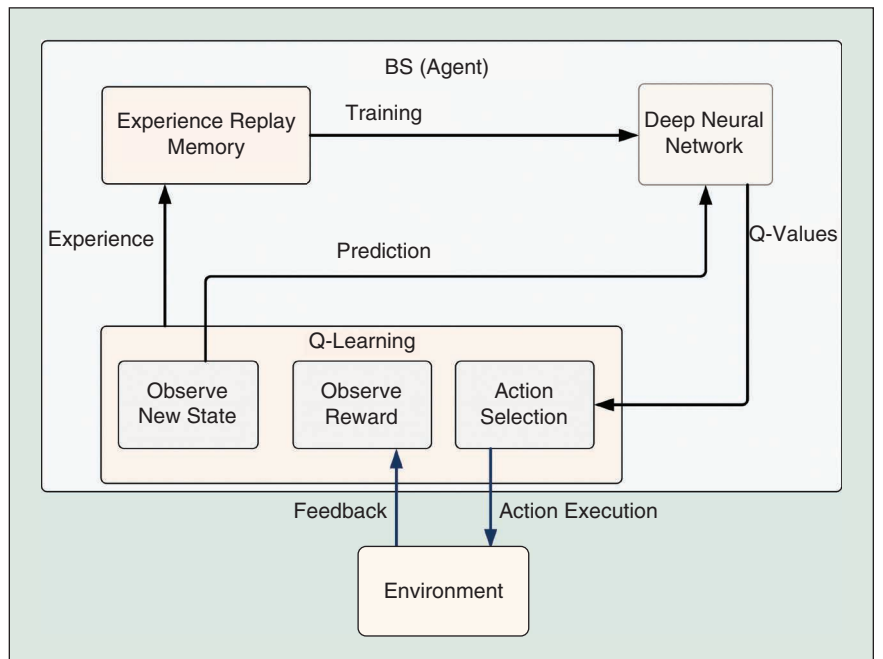 BS (Agent)
Experience Replay
Memory
Training
Deep Neural
Network
Experience
Prediction
Q-Values
Q-Learning
Observe
New State
Observe
Reward
Action
Selection
Feedback
Action Execution
Environment